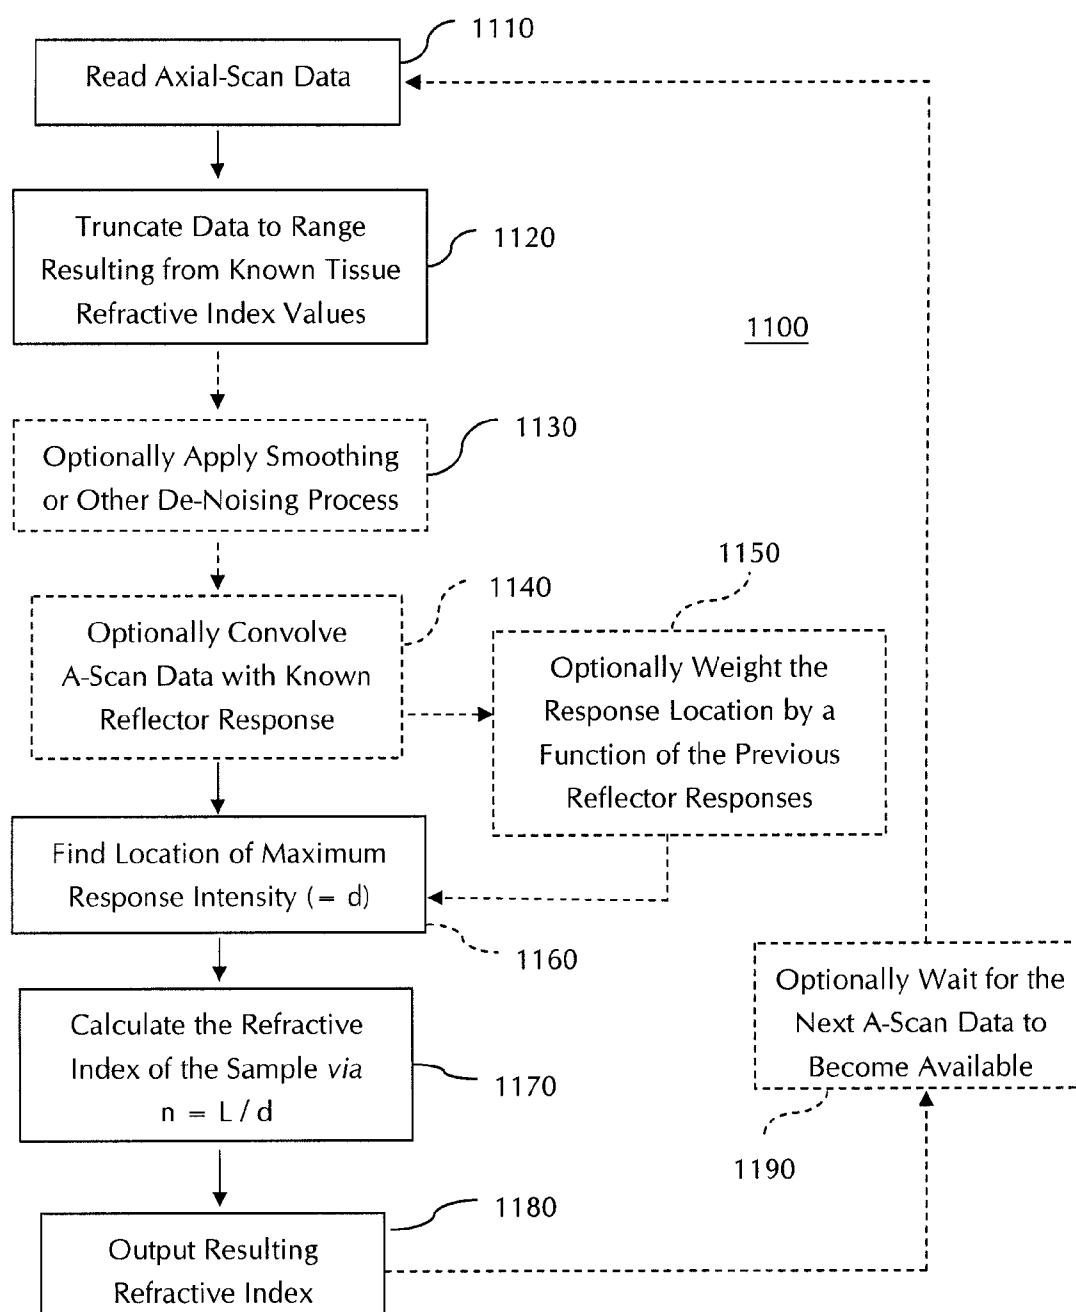 1110
Read Axial-Scan Data
Truncate Data to Range
Resulting from Known Tissue
Refractive Index Values
1120
1100
Optionally Apply Smoothing
or Other De-Noising Process
1130
Optionally Convolve
A-Scan Data with Known
Reflector Response
1140
1150
Optionally Weight the
Response Location by a
Function of the Previous
Reflector Responses
Find Location of Maximum
Response Intensity (= d)
1160
Calculate the Refractive
Index of the Sample via
n = L / d
1170
Optionally Wait for the
Next A-Scan Data to
Become Available
1190
1180
Output Resulting
Refractive Index